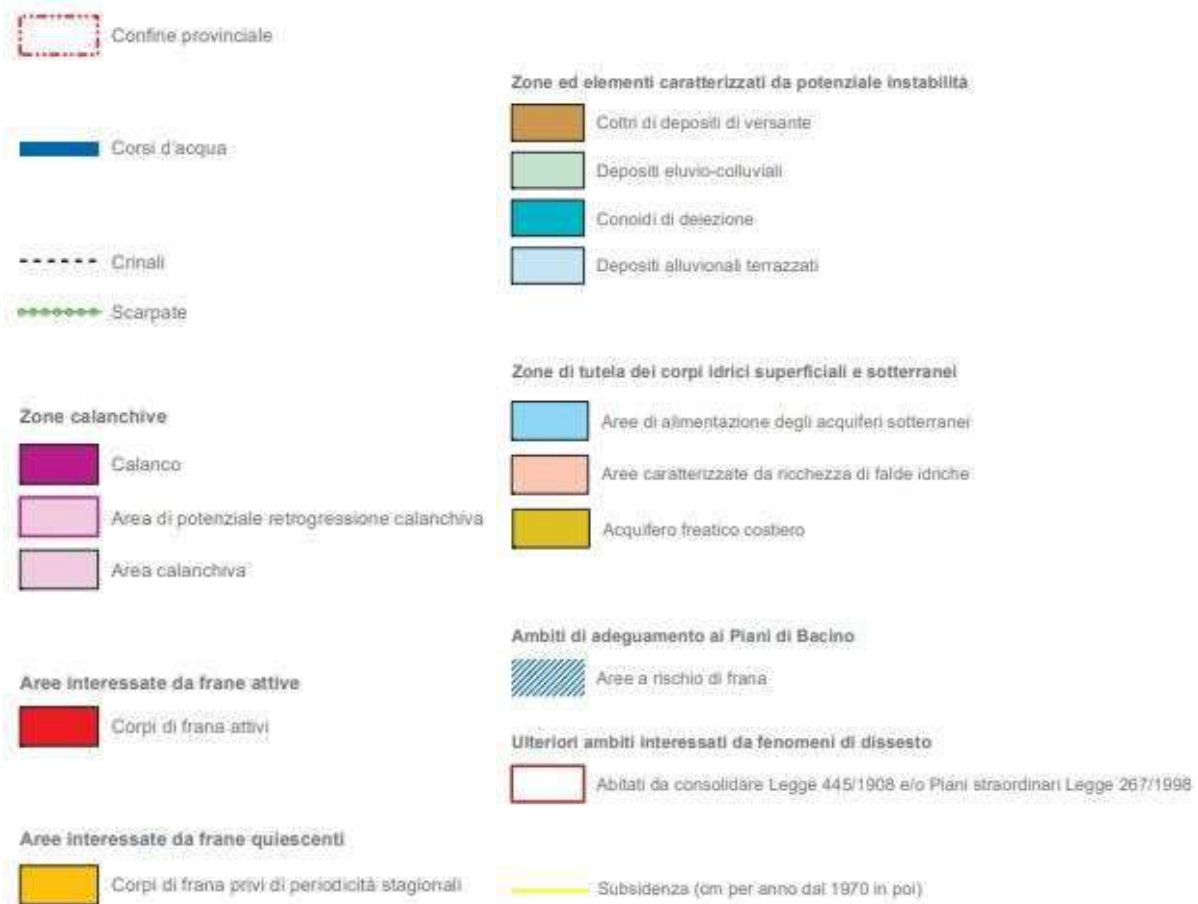 Confine provinciale
Corsi d'acqua
Crinali
Scarpate
Zone calanchive
Calanco
Area di potenziale retrogressione calanchiva
Area calanchiva
Aree interessate da frane attive
Corpi di frana attivi
Aree interessate da frane quiescenti
Corpi di frana privi di periodicità stagionali
Zone ed elementi caratterizzati da potenziale instabilità
Coltri di depositi di versante
Depositi eluvio-colluviali
Conoidi di deiezione
Depositi alluvionali terrazzati
Zone di tutela dei corpi idrici superficiali e sotterranei
Aree di alimentazione degli acquiferi sotterranei
Aree caratterizzate da ricchezza di falde idriche
Acquifero freatico costiero
Ambiti di adeguamento ai Piani di Bacino
Aree a rischio di frana
Ulteriori ambiti interessati da fenomeni di dissesto
Abitati da consolidare Legge 445/1908 e/o Piani straordinari Legge 267/1998
Subsidenza (cm per anno dal 1970 in poi)